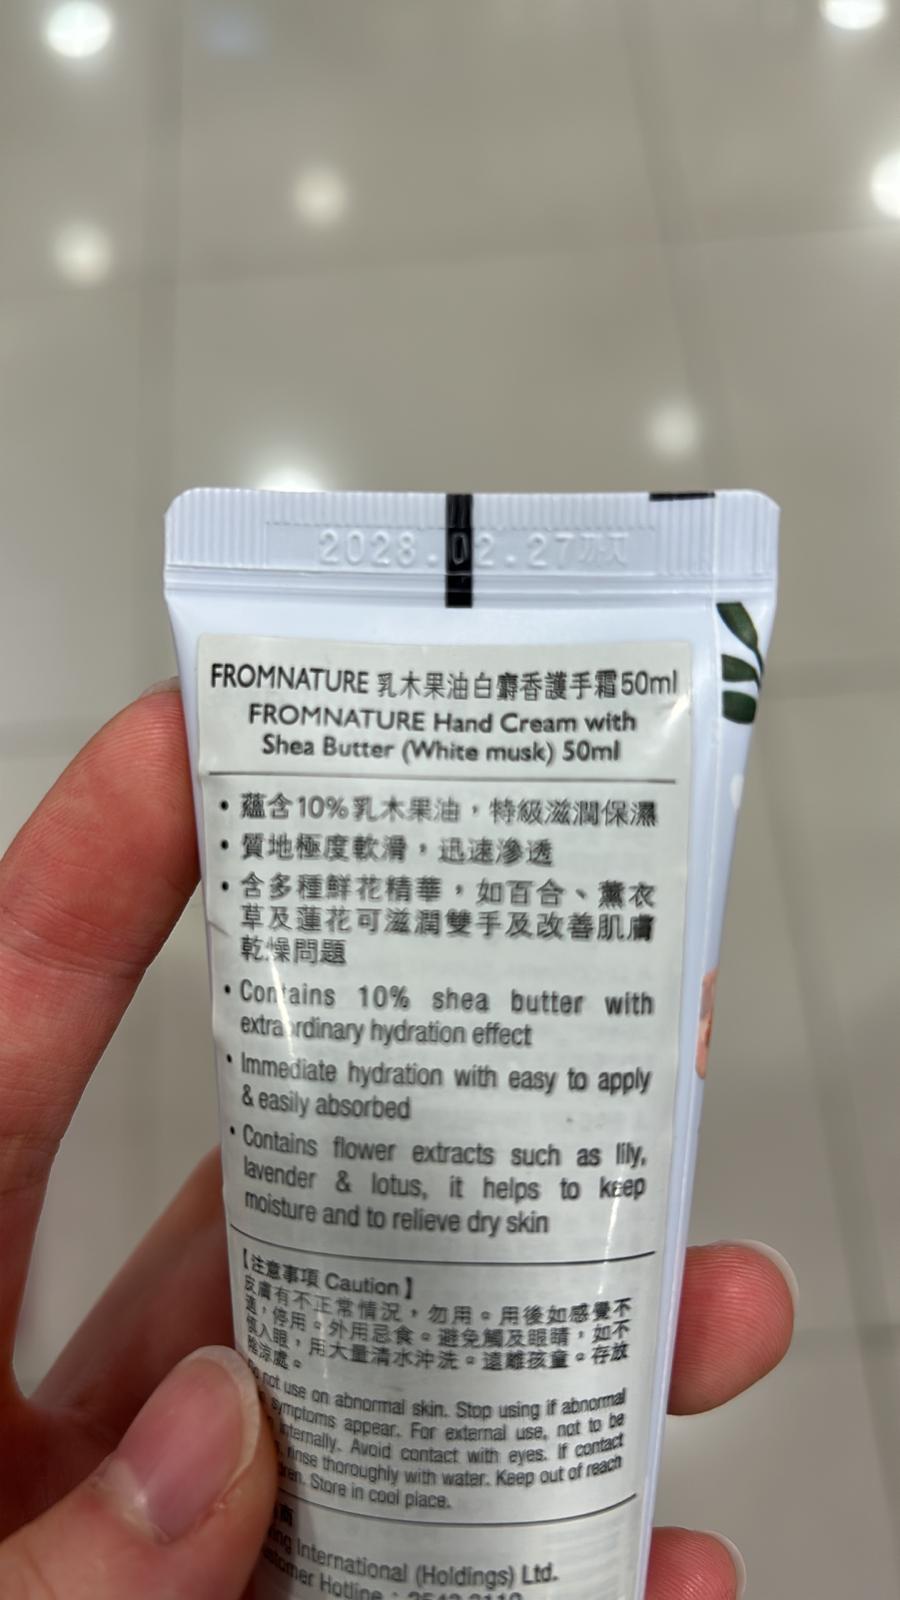 2028.02.27까지
FROMNATURE 乳木果油白麝香護手霜50ml
FROMNATURE Hand Cream with
Shea Butter (White musk) 50ml
• 蘊含10%乳木果油，特級滋潤保濕
• 質地極度軟滑，迅速滲透
• 含多種鮮花精華，如百合、薰衣
草及蓮花可滋潤雙手及改善肌膚
乾燥問題
• Contains 10% shea butter with
extraordinary hydration effect
• Immediate hydration with easy to apply
& easily absorbed
• Contains flower extracts such as lily,
lavender & lotus, it helps to keep
moisture and to relieve dry skin
【注意事項 Caution】
皮膚有不正常情況，勿用。用後如感覺不
適，停用。外用忌食。避免觸及眼睛，如不
慎入眼，用大量清水沖洗。遠離孩童。存放
陰涼處。
not use on abnormal skin. Stop using if abnormal
symptoms appear. For external use, not to be
internally. Avoid contact with eyes. If contact
rinse thoroughly with water. Keep out of reach
Store in cool place.
商
International (Holdings) Ltd.
Hotline :